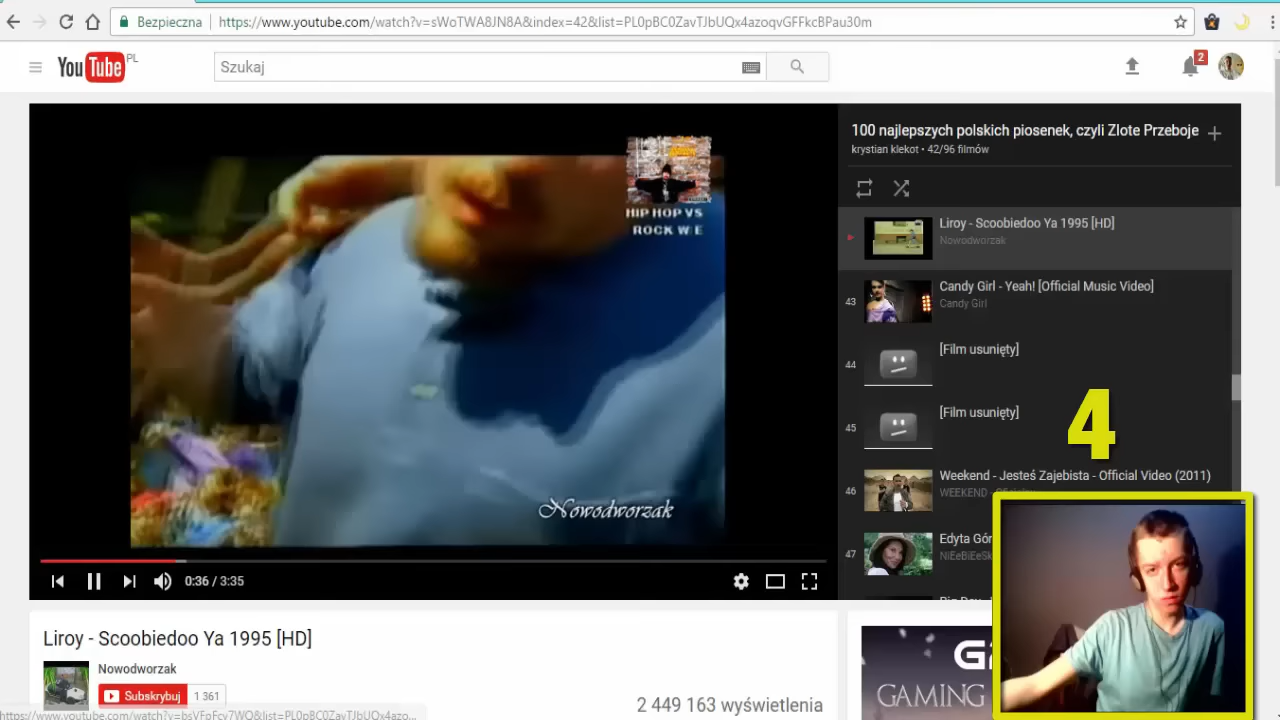 Bezpieczna
https://www.youtube.com/watch?v=sWoTWA8JN8A&index=42&list=PL0pBC0ZavTJbUQx4azoqvGFFkcBPau30m
YouTube PL
Szukaj
2
HIP HOP VS
ROCK W E
Nowodworzak
0:36 / 3:35
100 najlepszych polskich piosenek, czyli Zlote Przeboje
krystian klekot • 42/96 filmów
Liroy - Scoobiedoo Ya 1995 [HD]
Nowodworzak
43
Candy Girl - Yeah! [Official Music Video]
Candy Girl
44
[Film usunięty]
45
[Film usunięty]
4
46
Weekend - Jesteś Zajebista - Official Video (2011)
WEEKEND -
47
Edyta Gór
NiEeBiEeSk
Liroy - Scoobiedoo Ya 1995 [HD]
Nowodworzak
Subskrybuj
1 361
2 449 163 wyświetlenia
GAMING
https://www.youtube.com/watch?v=bsVFpFcy7WQ&list=PL0pBC0ZavTJbUQx4azo...